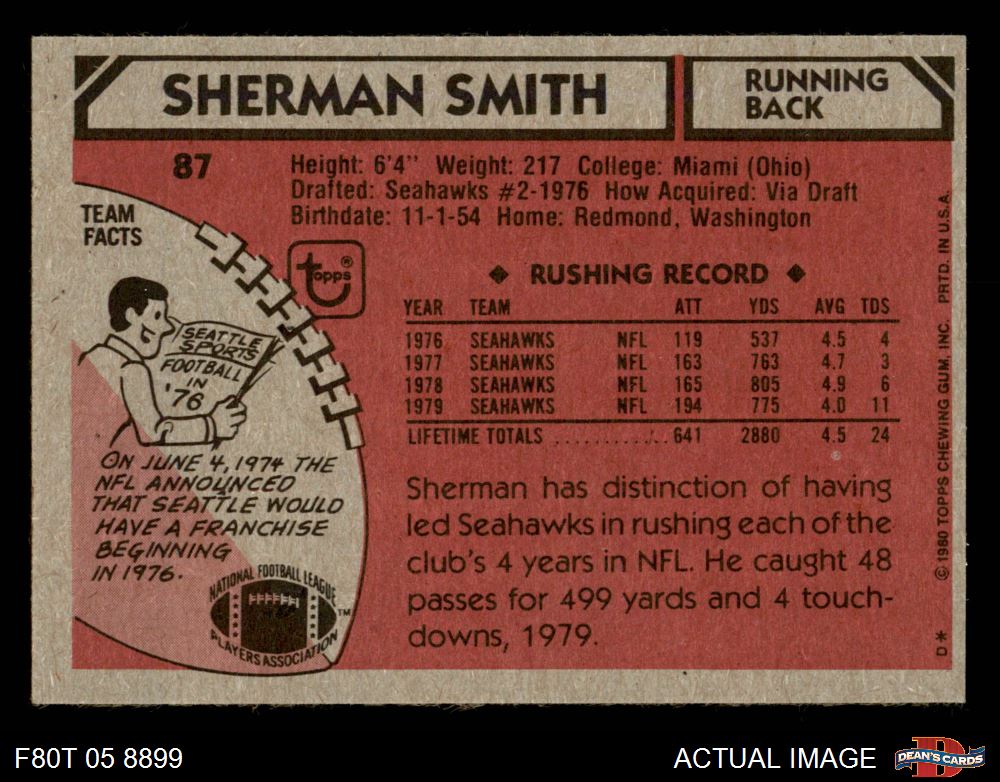 SHERMAN SMITH
RUNNING
BACK
87
Height: 6'4" Weight: 217 College: Miami (Ohio)
Drafted: Seahawks #2-1976 How Acquired: Via Draft
Birthdate: 11-1-54 Home: Redmond, Washington
TEAM
FACTS
topps®
SEATTLE
SPORTS
FOOTBALL
IN
'76
ON JUNE 4, 1974 THE
NFL ANNOUNCED
THAT SEATTLE WOULD
HAVE A FRANCHISE
BEGINNING
IN 1976.
NATIONAL FOOTBALL LEAGUE
PLAYERS ASSOCIATION
TM
◆ RUSHING RECORD ◆
YEAR TEAM ATT YDS AVG TDS
1976 SEAHAWKS NFL 119 537 4.5 4
1977 SEAHAWKS NFL 163 763 4.7 3
1978 SEAHAWKS NFL 165 805 4.9 6
1979 SEAHAWKS NFL 194 775 4.0 11
LIFETIME TOTALS ............ 641 2880 4.5 24
Sherman has distinction of having
led Seahawks in rushing each of the
club's 4 years in NFL. He caught 48
passes for 499 yards and 4 touch-
downs, 1979.
D* © 1980 TOPPS CHEWING GUM, INC. PRTD. IN U.S.A.
F80T 05 8899
ACTUAL IMAGE
D
DEAN'S CARDS